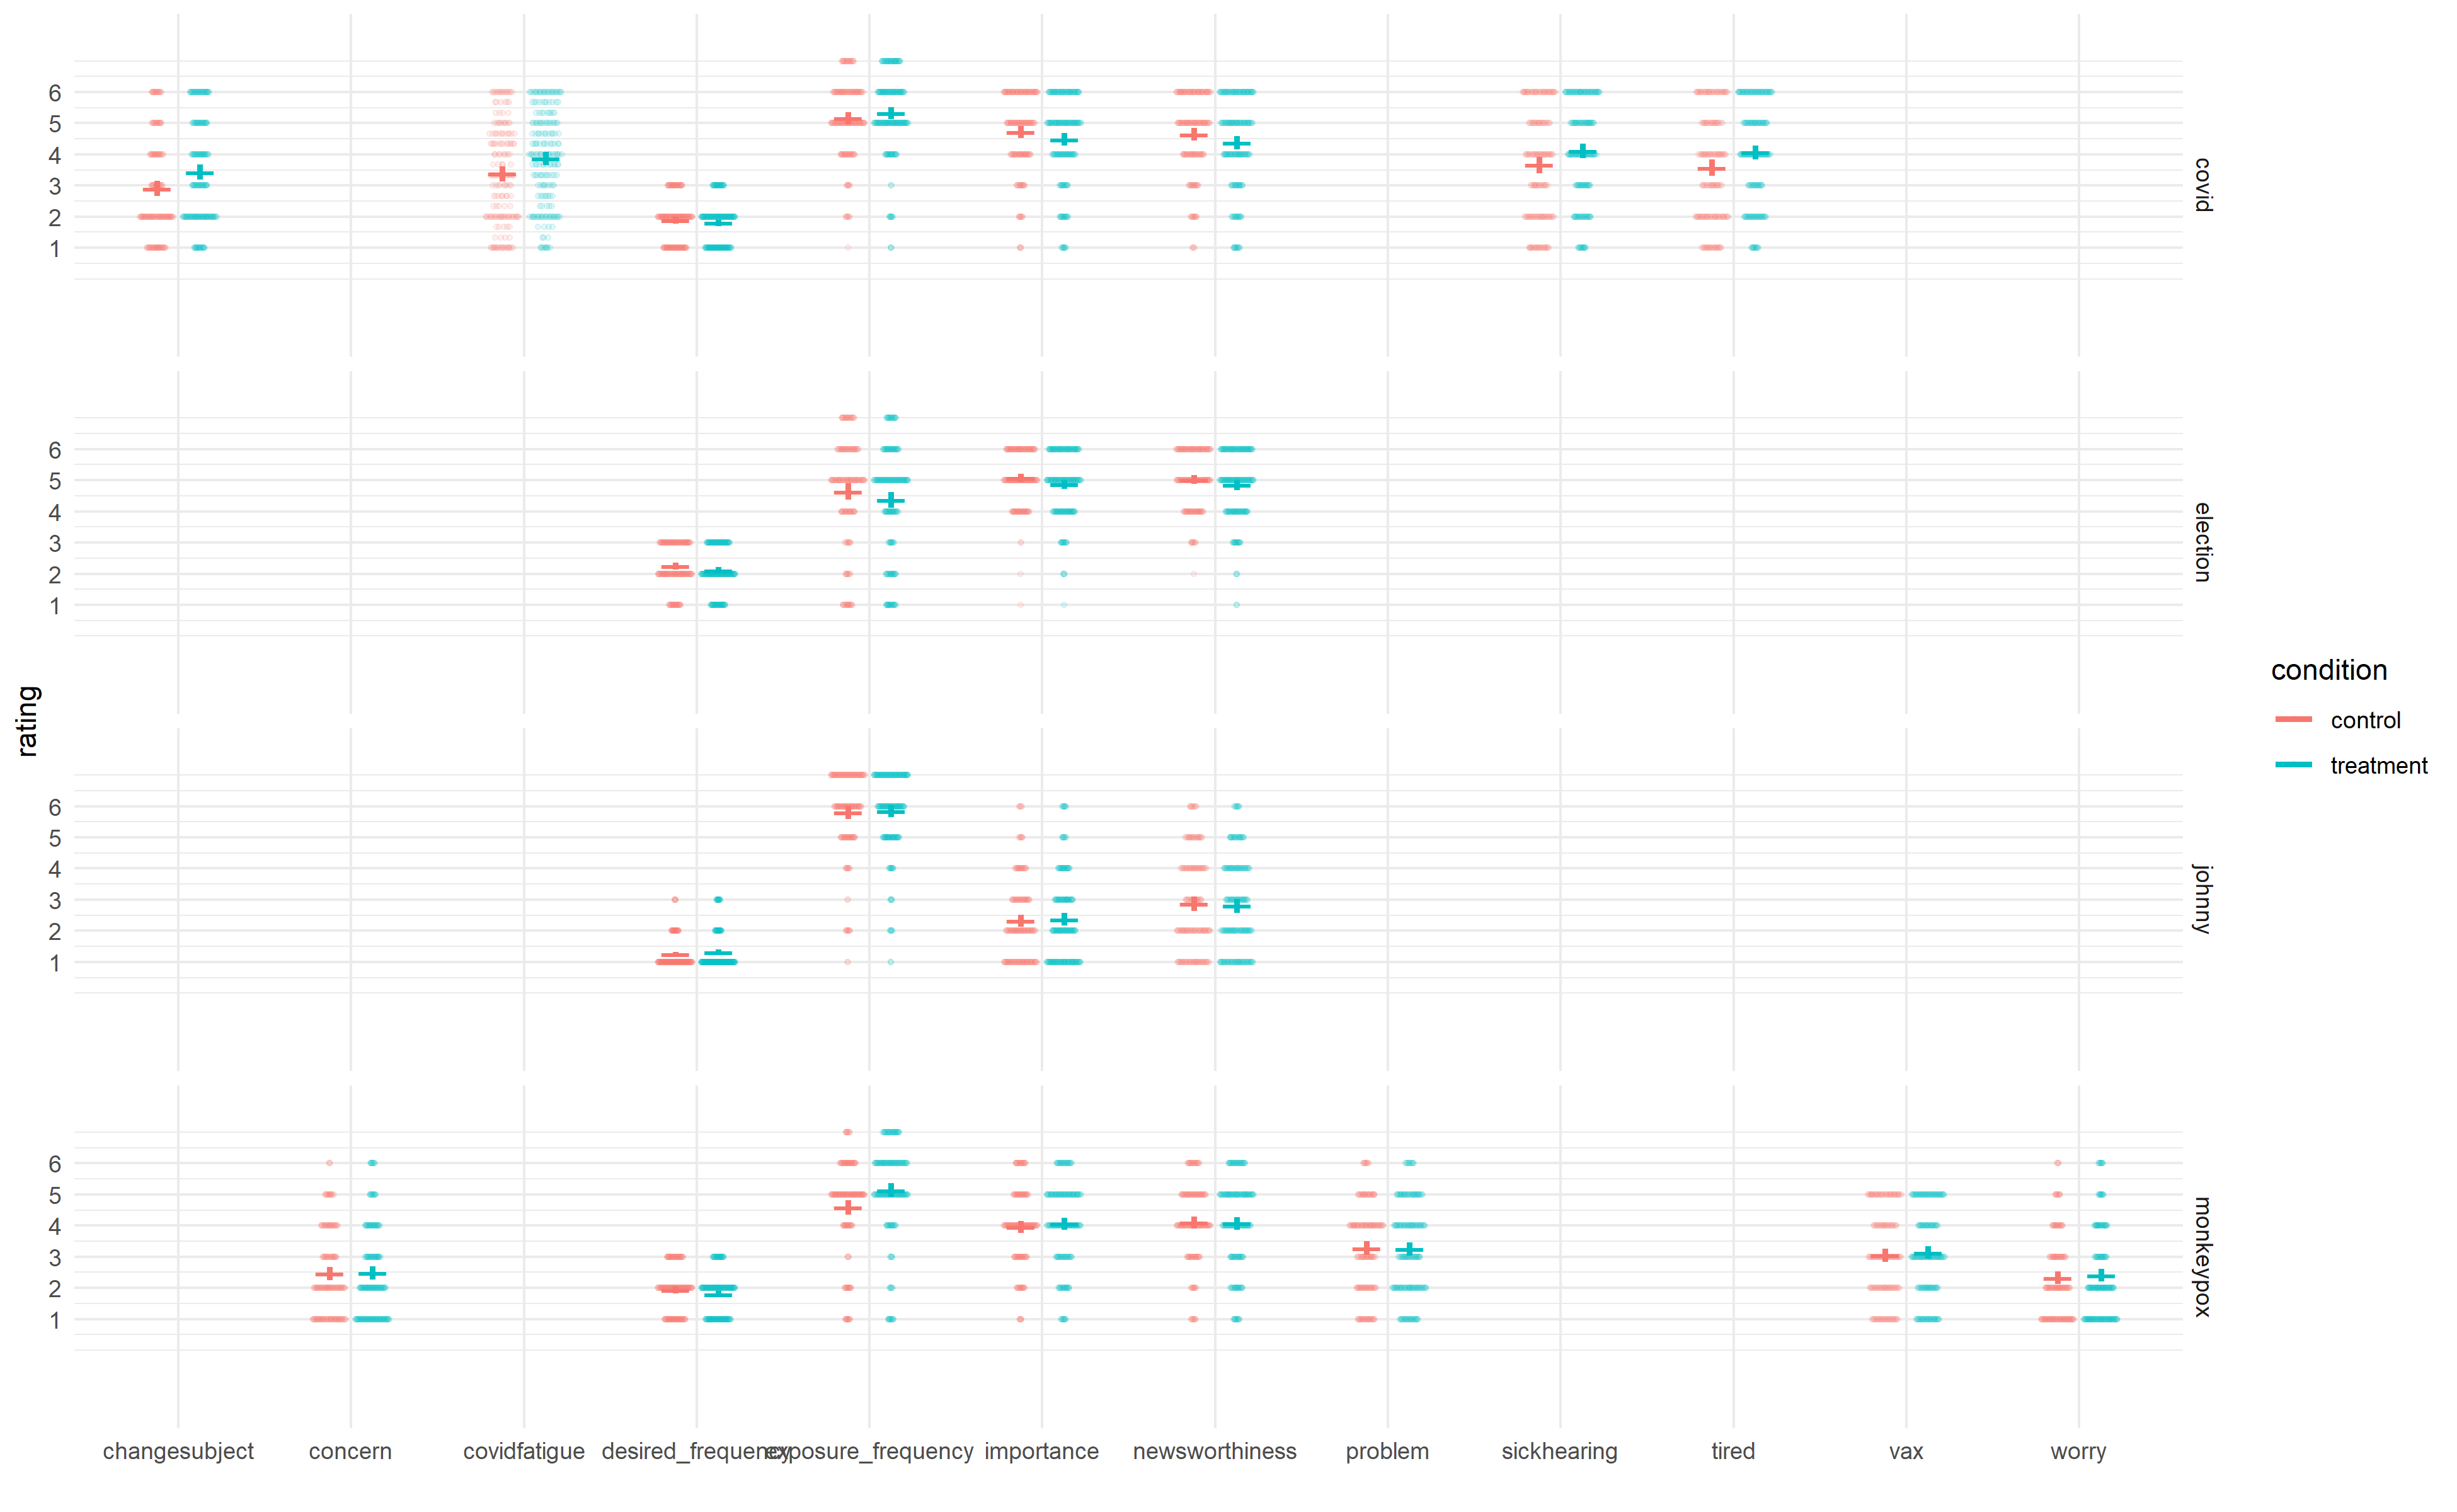 rating
6
5
4
3
2
1
covid
6
5
4
3
2
1
election
6
5
4
3
2
1
johnny
6
5
4
3
2
1
monkeypox
changesubject
concern
covidfatigue
desired_frequency
exposure_frequency
importance
newsworthiness
problem
sickhearing
tired
vax
worry
condition
control
treatment